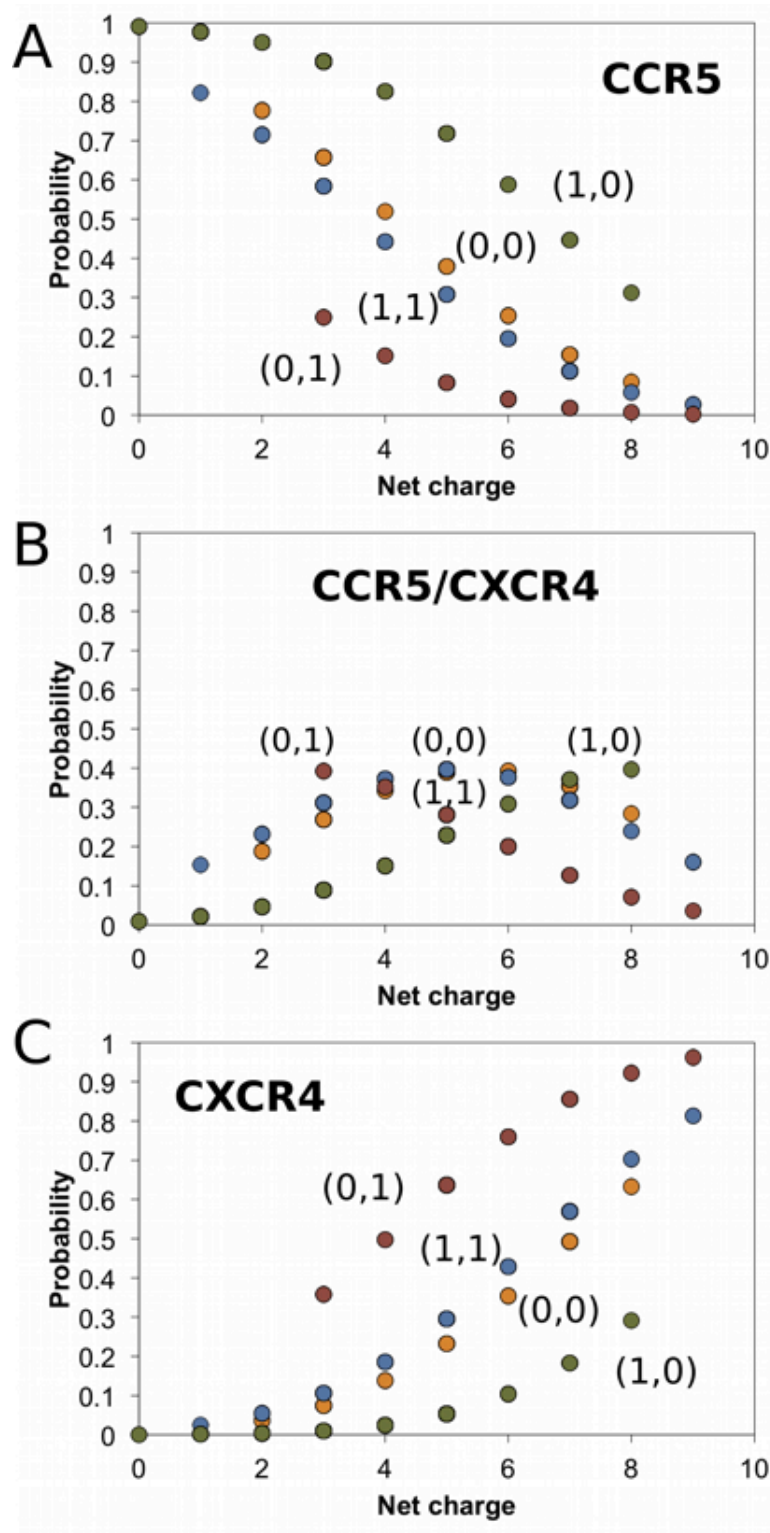 A
CCR5
1
0.9
0.8
0.7
0.6
0.5
0.4
0.3
0.2
0.1
0
Probability
(1,0)
(0,0)
(1,1)
(0,1)
0 2 4 6 8 10
Net charge
B
CCR5/CXCR4
1
0.9
0.8
0.7
0.6
0.5
0.4
0.3
0.2
0.1
0
Probability
(0,1) (0,0) (1,0)
(1,1)
0 2 4 6 8 10
Net charge
C
CXCR4
1
0.9
0.8
0.7
0.6
0.5
0.4
0.3
0.2
0.1
0
Probability
(0,1)
(1,1)
(0,0)
(1,0)
0 2 4 6 8 10
Net charge